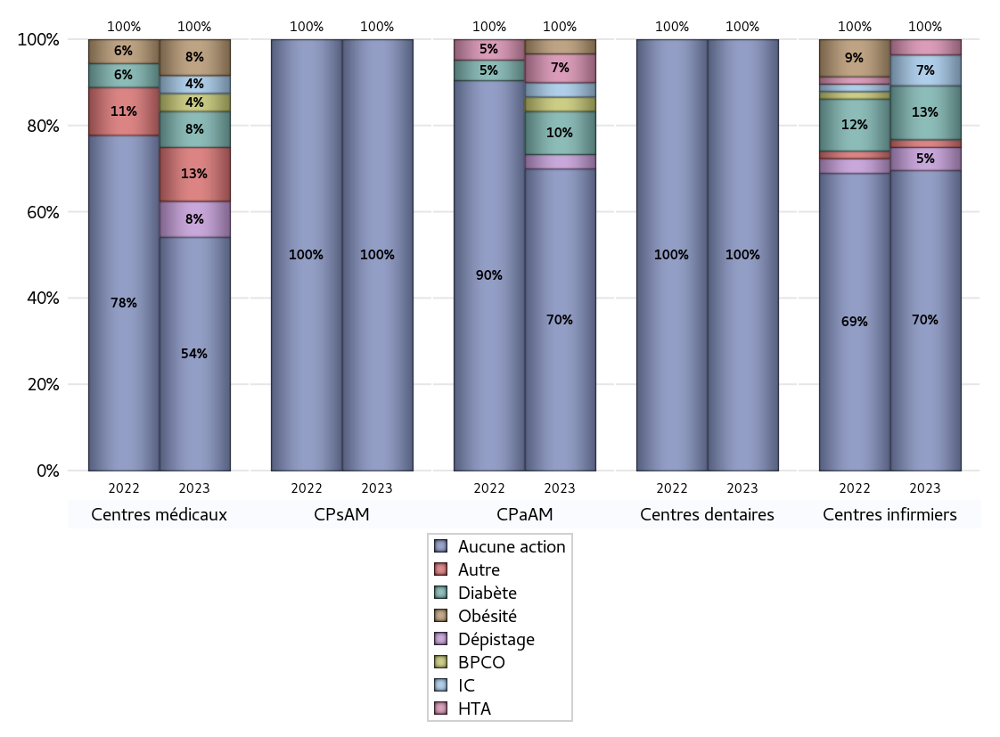 100% 100% 100% 100% 100% 100% 100% 100% 100% 100%
100%
6% 8% 5% 9%
6% 4% 5% 7% 7%
11% 4% 13%
80%
8% 10% 12%
13% 5%
60%
8%
100% 100% 100% 100%
90%
40%
78% 70% 69% 70%
54%
20%
0%
2022 2023 2022 2023 2022 2023 2022 2023 2022 2023
Centres médicaux CPsAM CPaAM Centres dentaires Centres infirmiers
Aucune action
Autre
Diabète
Obésité
Dépistage
BPCO
IC
HTA